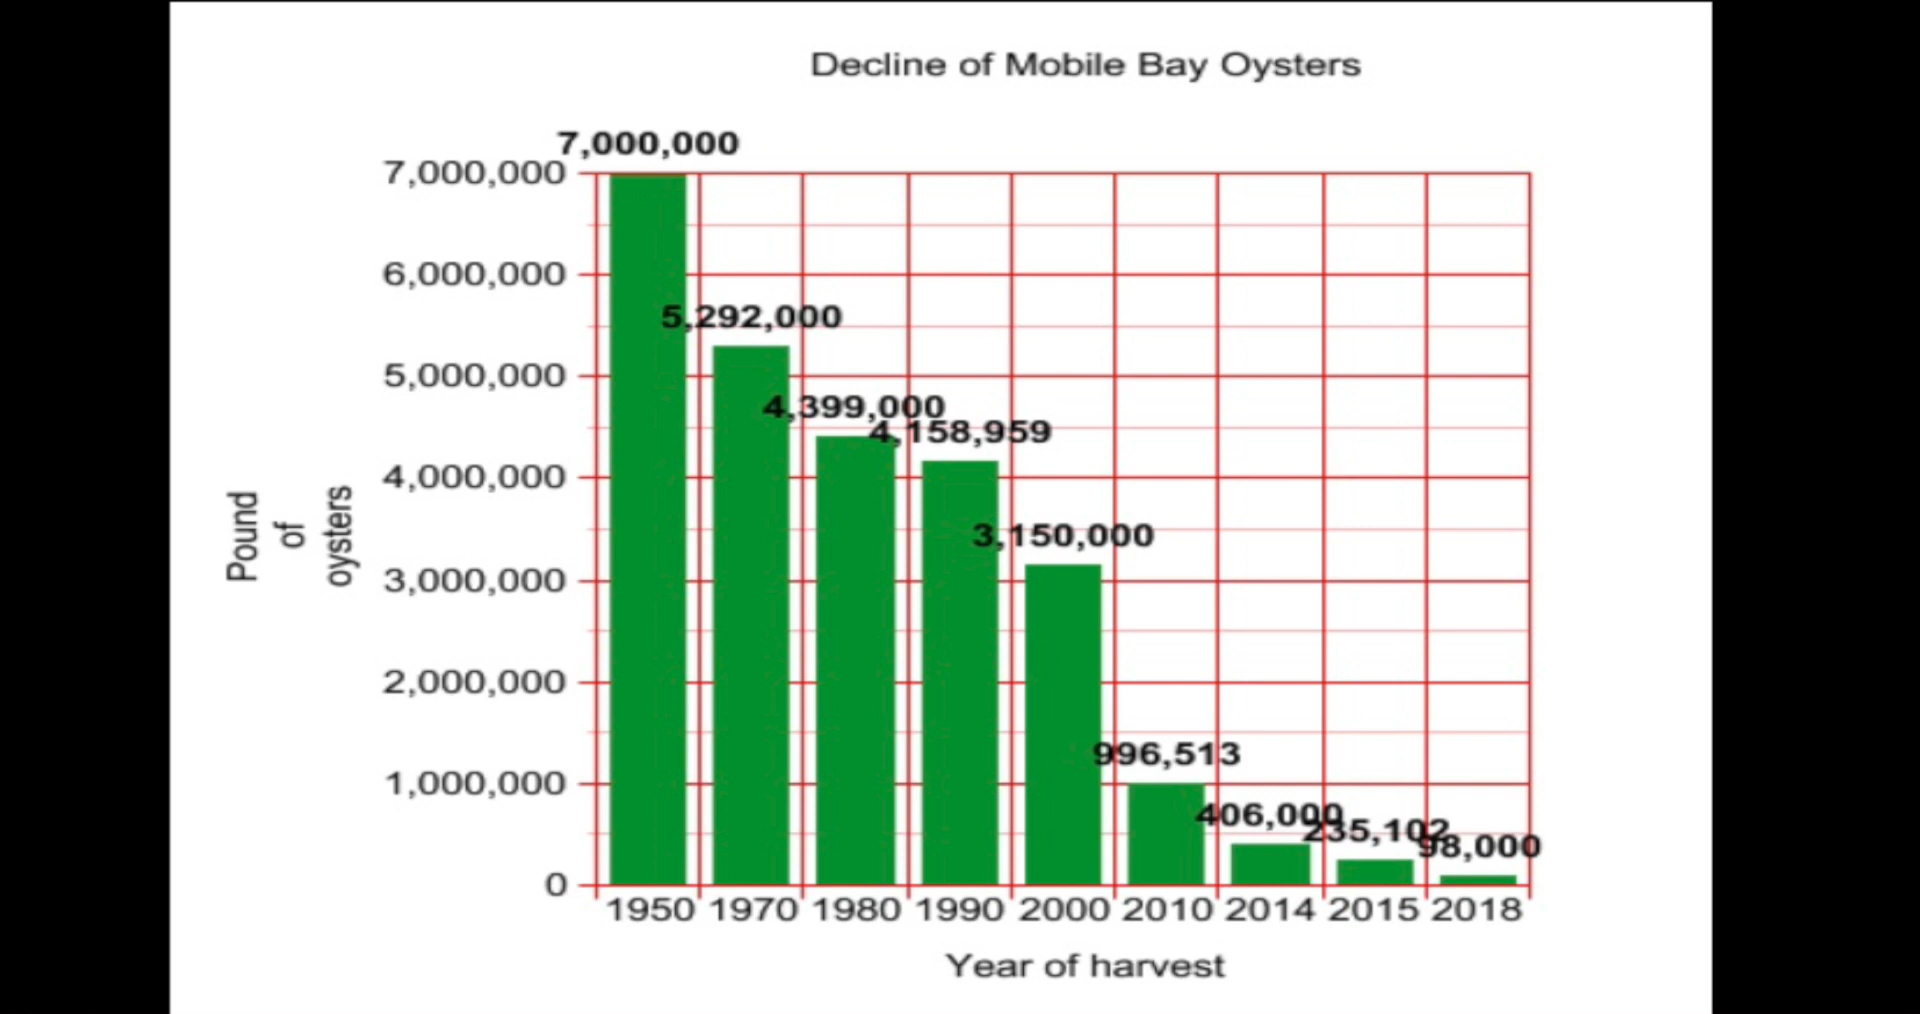 Decline of Mobile Bay Oysters
7,000,000
7,000,000
6,000,000
5,292,000
5,000,000
4,399,000
4,158,959
4,000,000
3,150,000
Pound
of
oysters
3,000,000
2,000,000
996,513
1,000,000
406,000
235,102
98,000
0
1950 1970 1980 1990 2000 2010 2014 2015 2018
Year of harvest